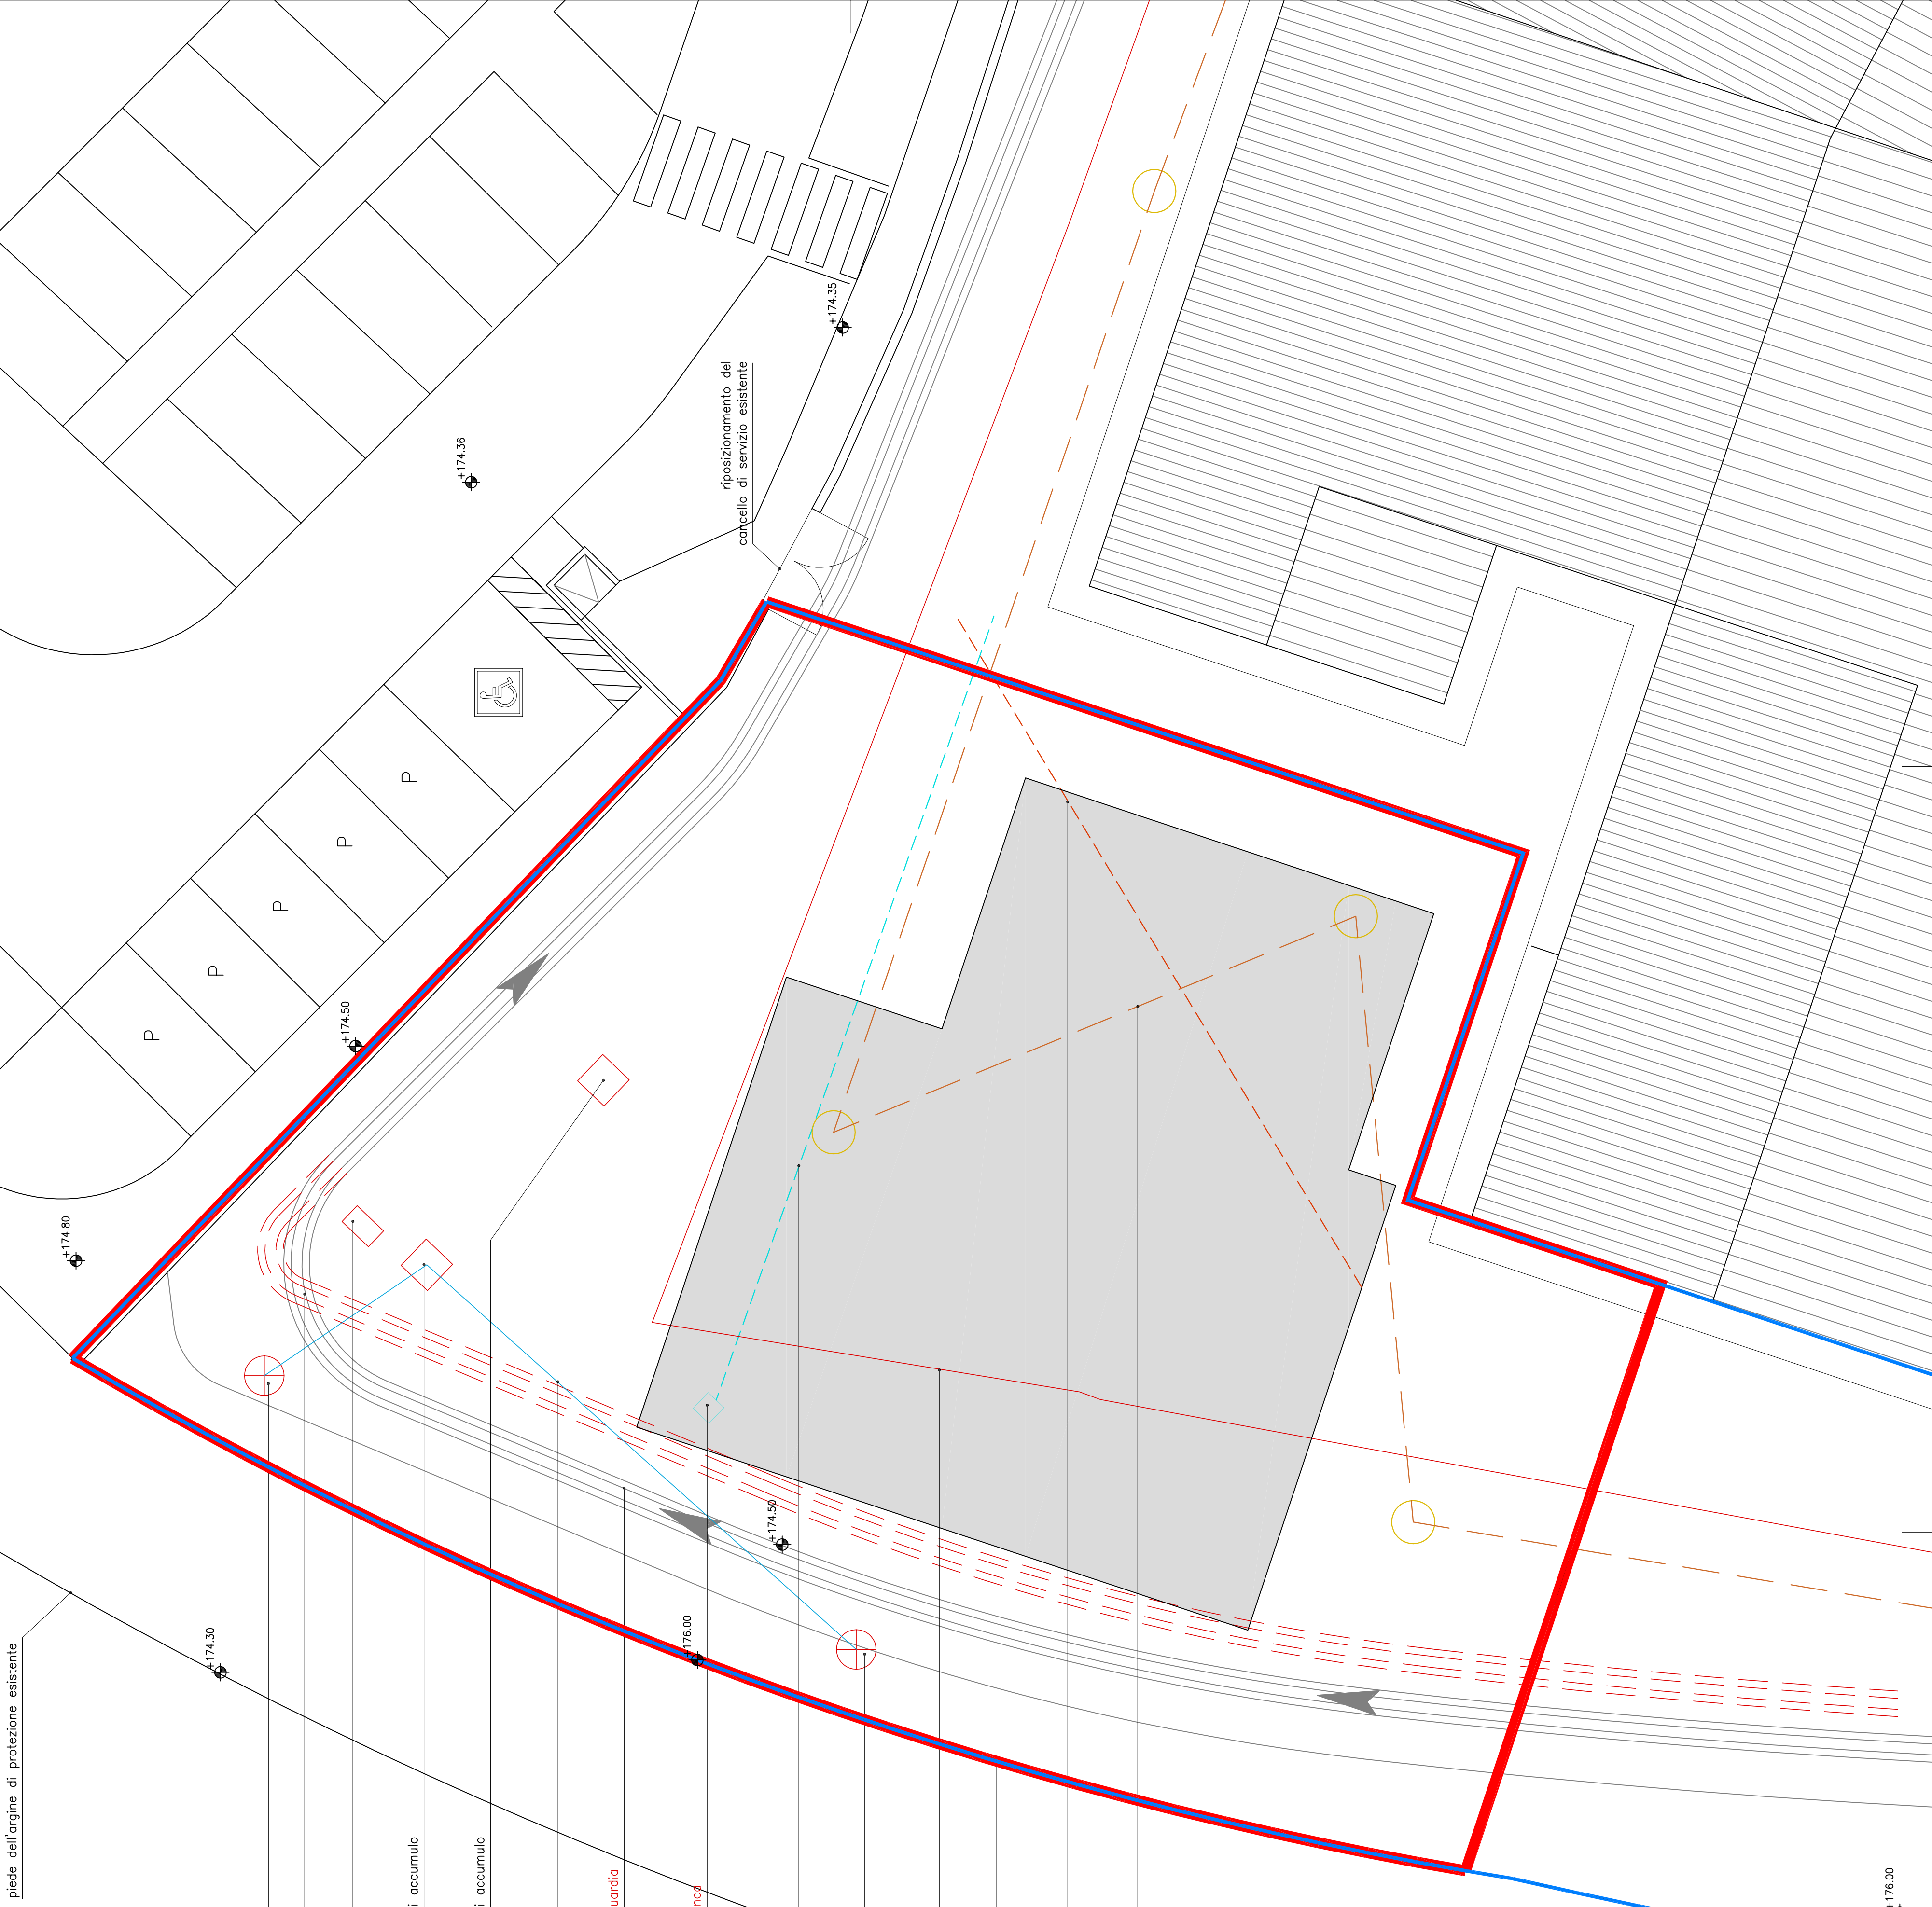 +174.35
riposizionamento del
cancello di servizio esistente
+174.36
P
P
P
P
P
+174.50
+174.80
+174.50
+176.00
+174.30
piede dell'argine di protezione esistente
accumulo
accumulo
+176.00